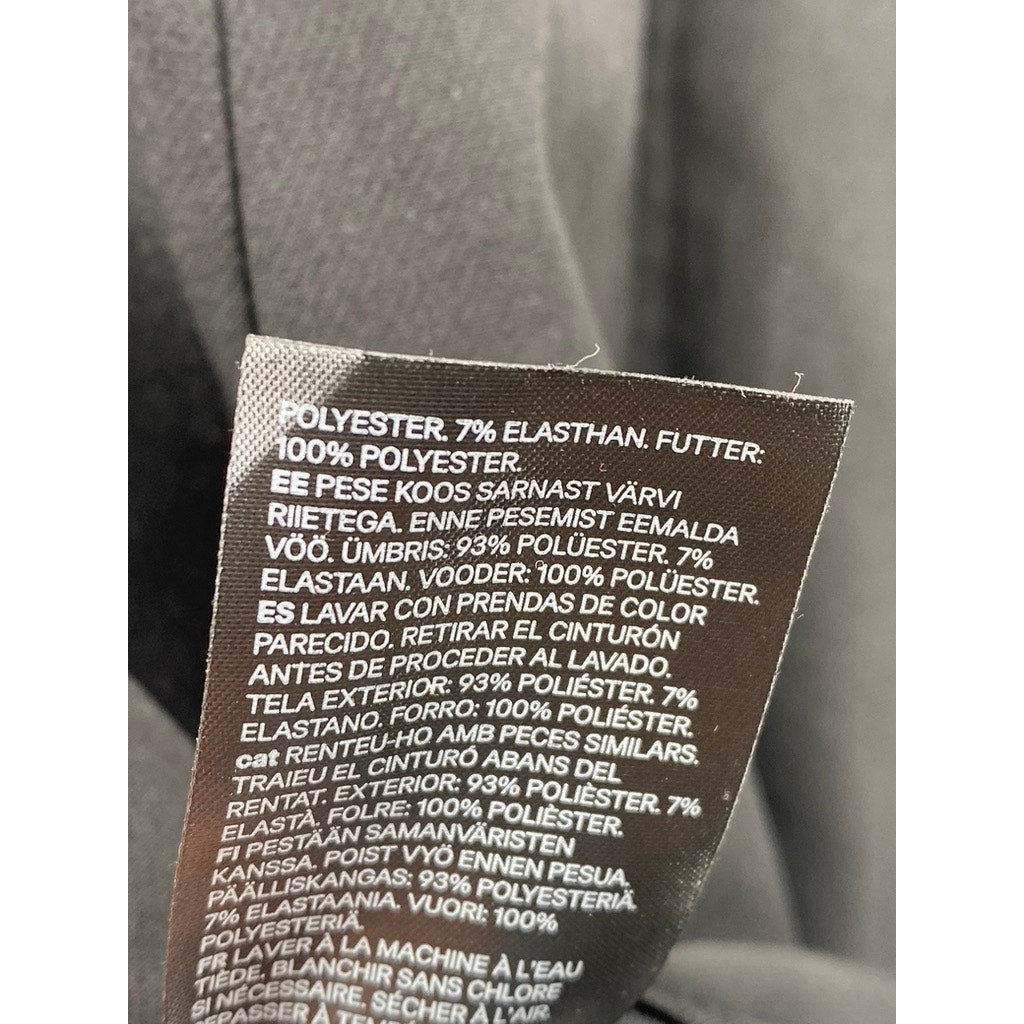 POLYESTER. 7% ELASTHAN. FUTTER:
100% POLYESTER.
EE PESE KOOS SARNAST VÄRVI
RIIETEGA. ENNE PESEMIST EEMALDA
VÖÖ. ÜMBRIS: 93% POLÜESTER. 7%
ELASTAAN. VOODER: 100% POLÜESTER.
ES LAVAR CON PRENDAS DE COLOR
PARECIDO. RETIRAR EL CINTURÓN
ANTES DE PROCEDER AL LAVADO.
TELA EXTERIOR: 93% POLIÉSTER. 7%
ELASTANO. FORRO: 100% POLIÉSTER.
cat RENTEU-HO AMB PECES SIMILARS.
TRAIEU EL CINTURÓ ABANS DEL
RENTAT. EXTERIOR: 93% POLIÈSTER. 7%
ELASTÀ. FOLRE: 100% POLIÈSTER.
FI PESTÄÄN SAMANVÄRISTEN
KANSSA. POIST VYÖ ENNEN PESUA.
PÄÄLLISKANGAS: 93% POLYESTERIÄ.
7% ELASTAANIA. VUORI: 100%
POLYESTERIÄ.
FR LAVER À LA MACHINE À L'EAU
TIÈDE. BLANCHIR SANS CHLORE
SI NÉCESSAIRE. SÉCHER À L'AIR.
REPASSER À